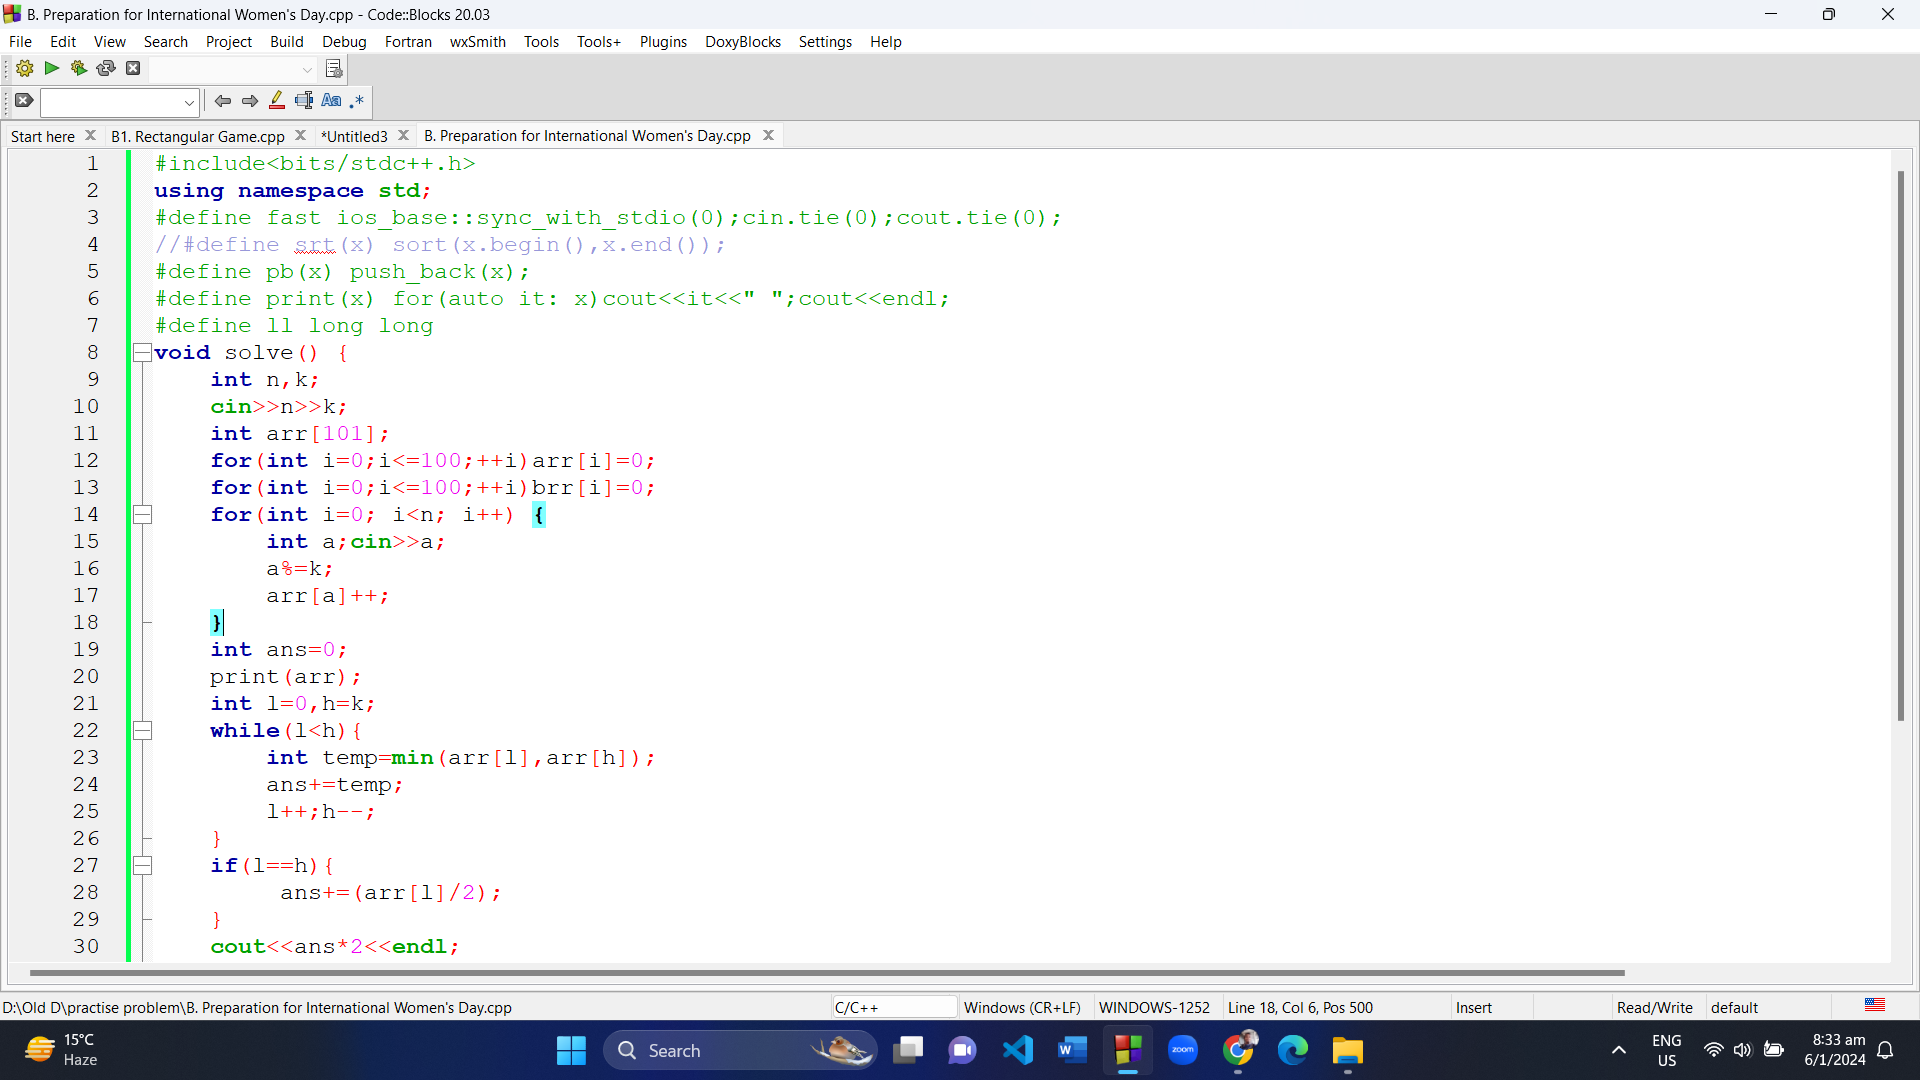 B. Preparation for International Women's Day.cpp - Code::Blocks 20.03
File Edit View Search Project Build Debug Fortran wxSmith Tools Tools+ Plugins DoxyBlocks Settings Help
Aa .*
Start here B1. Rectangular Game.cpp *Untitled3 B. Preparation for International Women's Day.cpp
1 #include<bits/stdc++.h>
2 using namespace std;
3 #define fast ios_base::sync_with_stdio(0);cin.tie(0);cout.tie(0);
4 //#define srt(x) sort(x.begin(),x.end());
5 #define pb(x) push_back(x);
6 #define print(x) for(auto it: x)cout<<it<<" ";cout<<endl;
7 #define ll long long
8 void solve() {
9 int n,k;
10 cin>>n>>k;
11 int arr[101];
12 for(int i=0;i<=100;++i)arr[i]=0;
13 for(int i=0;i<=100;++i)brr[i]=0;
14 for(int i=0; i<n; i++) {
15 int a;cin>>a;
16 a%=k;
17 arr[a]++;
18 }
19 int ans=0;
20 print(arr);
21 int l=0,h=k;
22 while(l<h){
23 int temp=min(arr[l],arr[h]);
24 ans+=temp;
25 l++;h--;
26 }
27 if(l==h){
28 ans+=(arr[l]/2);
29 }
30 cout<<ans*2<<endl;
D:\Old D\practise problem\B. Preparation for International Women's Day.cpp C/C++ Windows (CR+LF) WINDOWS-1252 Line 18, Col 6, Pos 500 Insert Read/Write default
15°C
Haze
Search
W
zoom
ENG
US
8:33 am
6/1/2024